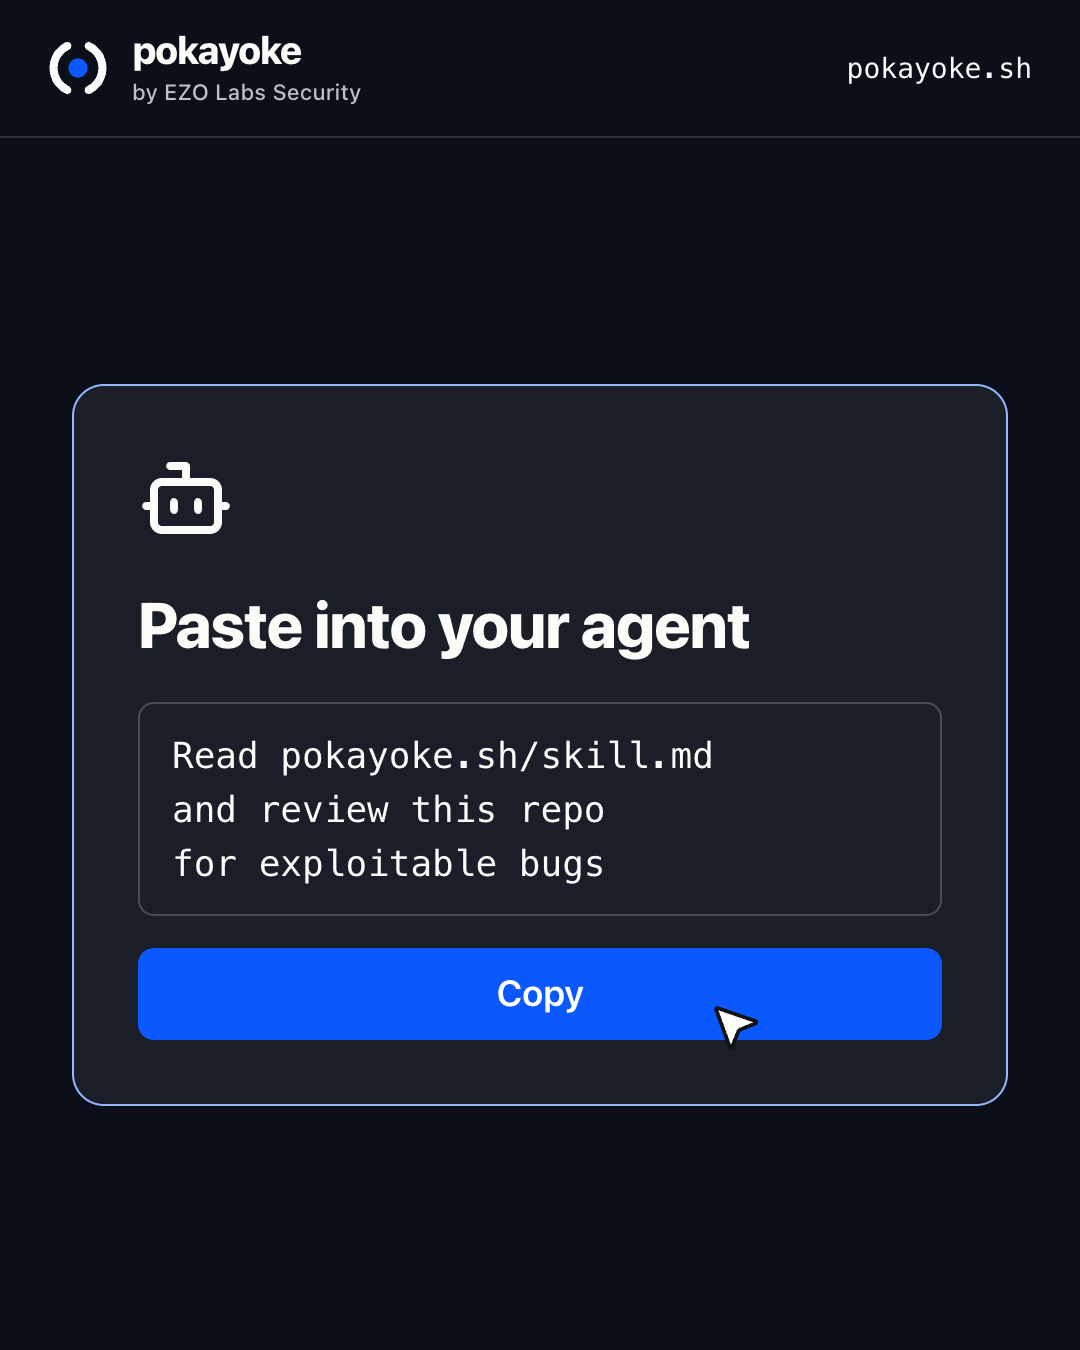 pokayoke
by EZO Labs Security
pokayoke.sh
Paste into your agent
Read pokayoke.sh/skill.md
and review this repo
for exploitable bugs
Copy